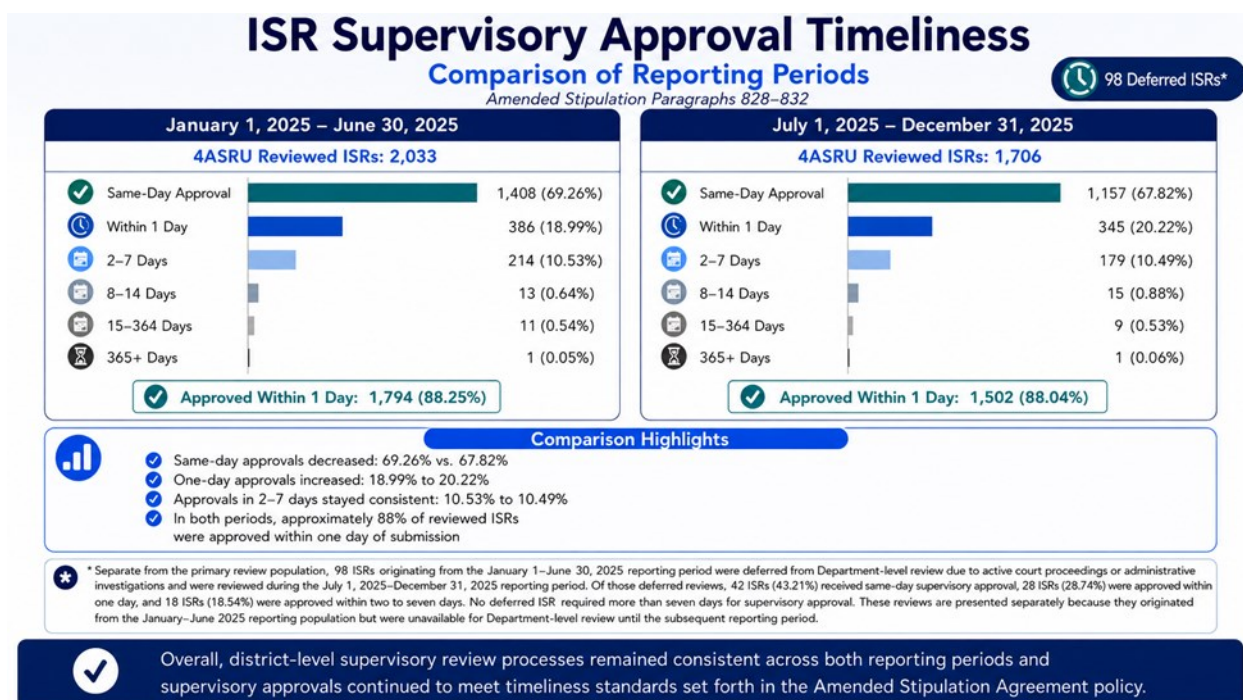 ISR Supervisory Approval Timeliness
Comparison of Reporting Periods
Amended Stipulation Paragraphs 828–832
98 Deferred ISRs*
January 1, 2025 – June 30, 2025
4ASRU Reviewed ISRs: 2,033
Same-Day Approval 1,408 (69.26%)
Within 1 Day 386 (18.99%)
2–7 Days 214 (10.53%)
8–14 Days 13 (0.64%)
15–364 Days 11 (0.54%)
365+ Days 1 (0.05%)
Approved Within 1 Day: 1,794 (88.25%)
July 1, 2025 – December 31, 2025
4ASRU Reviewed ISRs: 1,706
Same-Day Approval 1,157 (67.82%)
Within 1 Day 345 (20.22%)
2–7 Days 179 (10.49%)
8–14 Days 15 (0.88%)
15–364 Days 9 (0.53%)
365+ Days 1 (0.06%)
Approved Within 1 Day: 1,502 (88.04%)
Comparison Highlights
Same-day approvals decreased: 69.26% vs. 67.82%
One-day approvals increased: 18.99% to 20.22%
Approvals in 2–7 days stayed consistent: 10.53% to 10.49%
In both periods, approximately 88% of reviewed ISRs
were approved within one day of submission
* Separate from the primary review population, 98 ISRs originating from the January 1–June 30, 2025 reporting period were deferred from Department-level review due to active court proceedings or administrative
investigations and were reviewed during the July 1, 2025–December 31, 2025 reporting period. Of those deferred reviews, 42 ISRs (43.21%) received same-day supervisory approval, 28 ISRs (28.74%) were approved within
one day, and 18 ISRs (18.54%) were approved within two to seven days. No deferred ISR required more than seven days for supervisory approval. These reviews are presented separately because they originated
from the January–June 2025 reporting population but were unavailable for Department-level review until the subsequent reporting period.
Overall, district-level supervisory review processes remained consistent across both reporting periods and
supervisory approvals continued to meet timeliness standards set forth in the Amended Stipulation Agreement policy.